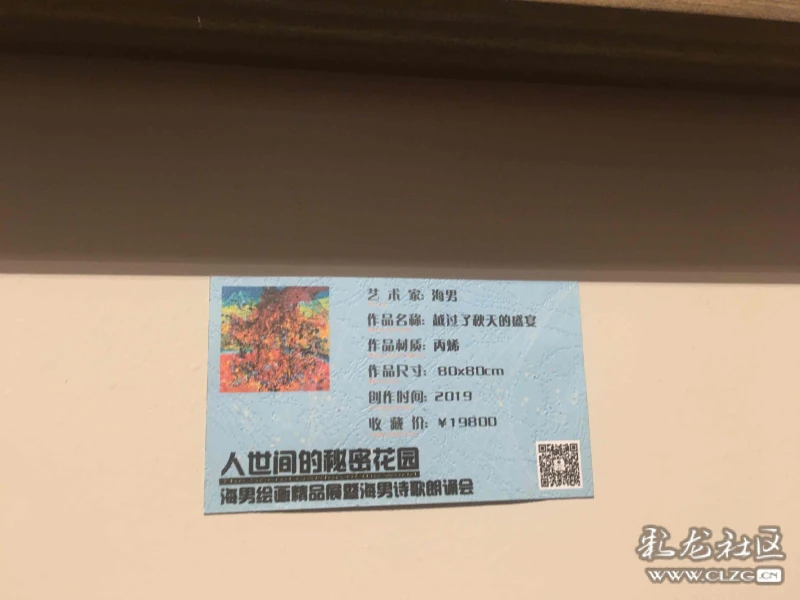 艺术家: 海男
作品名称: 越过了秋天的盛宴
作品材质: 丙烯
作品尺寸: 80x80cm
创作时间: 2019
收藏价: ¥19800
人世间的秘密花园
海男绘画精品展暨海男诗歌朗诵会
彩龙社区
www.CLZG.CN